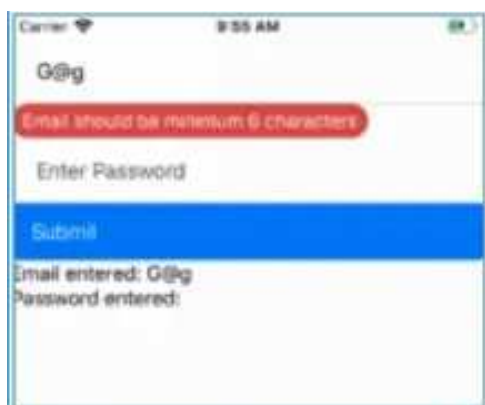 Carrier 9:55 AM
G@g
Email should be minimum 6 characters
Enter Password
Submit
Email entered: G@g
Password entered: